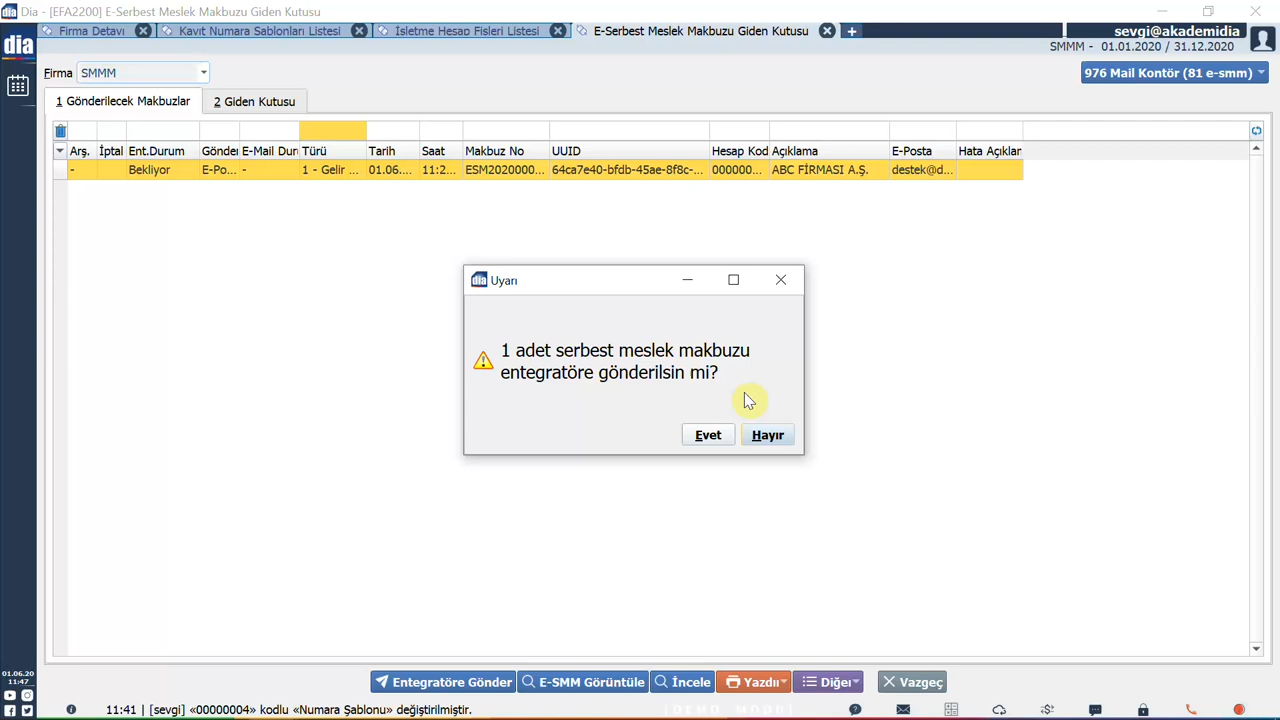 Dia - [EFA2200] E-Serbest Meslek Makbuzu Giden Kutusu
Firma Detayı
Kayıt Numara Şablonları Listesi
İşletme Hesap Fişleri Listesi
E-Serbest Meslek Makbuzu Giden Kutusu
sevgi@akademidia
dia
SMMM - 01.01.2020 / 31.12.2020
Firma SMMM
976 Mail Kontör (81 e-smm)
1 Gönderilecek Makbuzlar
2 Giden Kutusu
Arş. İptal Ent.Durum Gönder E-Mail Dur Türü Tarih Saat Makbuz No UUID Hesap Kod Açıklama E-Posta Hata Açıklar
- Bekliyor E-Po... - 1 - Gelir ... 01.06.... 11:2... ESM2020000... 64ca7e40-bfdb-45ae-8f8c-... 000000... ABC FİRMASI A.Ş. destek@d...
dia Uyarı
1 adet serbest meslek makbuzu
entegratöre gönderilsin mi?
Evet Hayır
01.06.20
11:47
Entegratöre Gönder
E-SMM Görüntüle
İncele
Yazdır
Diğer
Vazgeç
11:41 | [sevgi] «00000004» kodlu «Numara Şablonu» değiştirilmiştir.
[DEMO MODU]